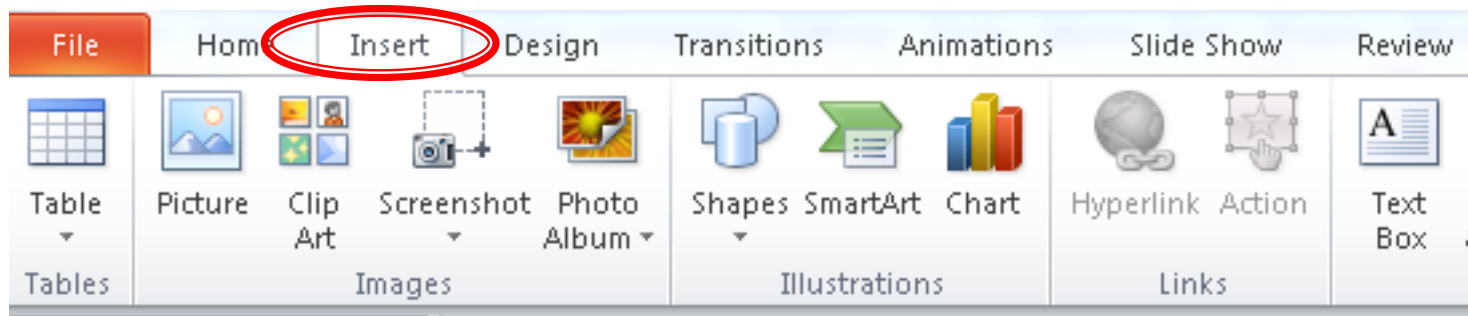 File Home Insert Design Transitions Animations Slide Show Review
Table Picture Clip Art Screenshot Photo Album Shapes SmartArt Chart Hyperlink Action Text Box
Tables Images Illustrations Links